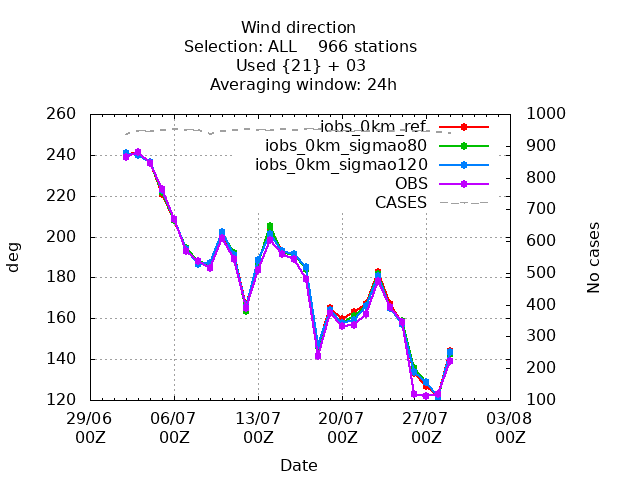 Wind direction
Selection: ALL 966 stations
Used {21} + 03
Averaging window: 24h
260 1000
iobs_0km_ref
iobs_0km_sigmao80 900
240
iobs_0km_sigmao120
OBS 800
220
CASES 700
200 600
deg No cases
180 500
400
160 300
140 200
120 100
29/06 06/07 13/07 20/07 27/07 03/08
00Z 00Z 00Z 00Z 00Z 00Z
Date